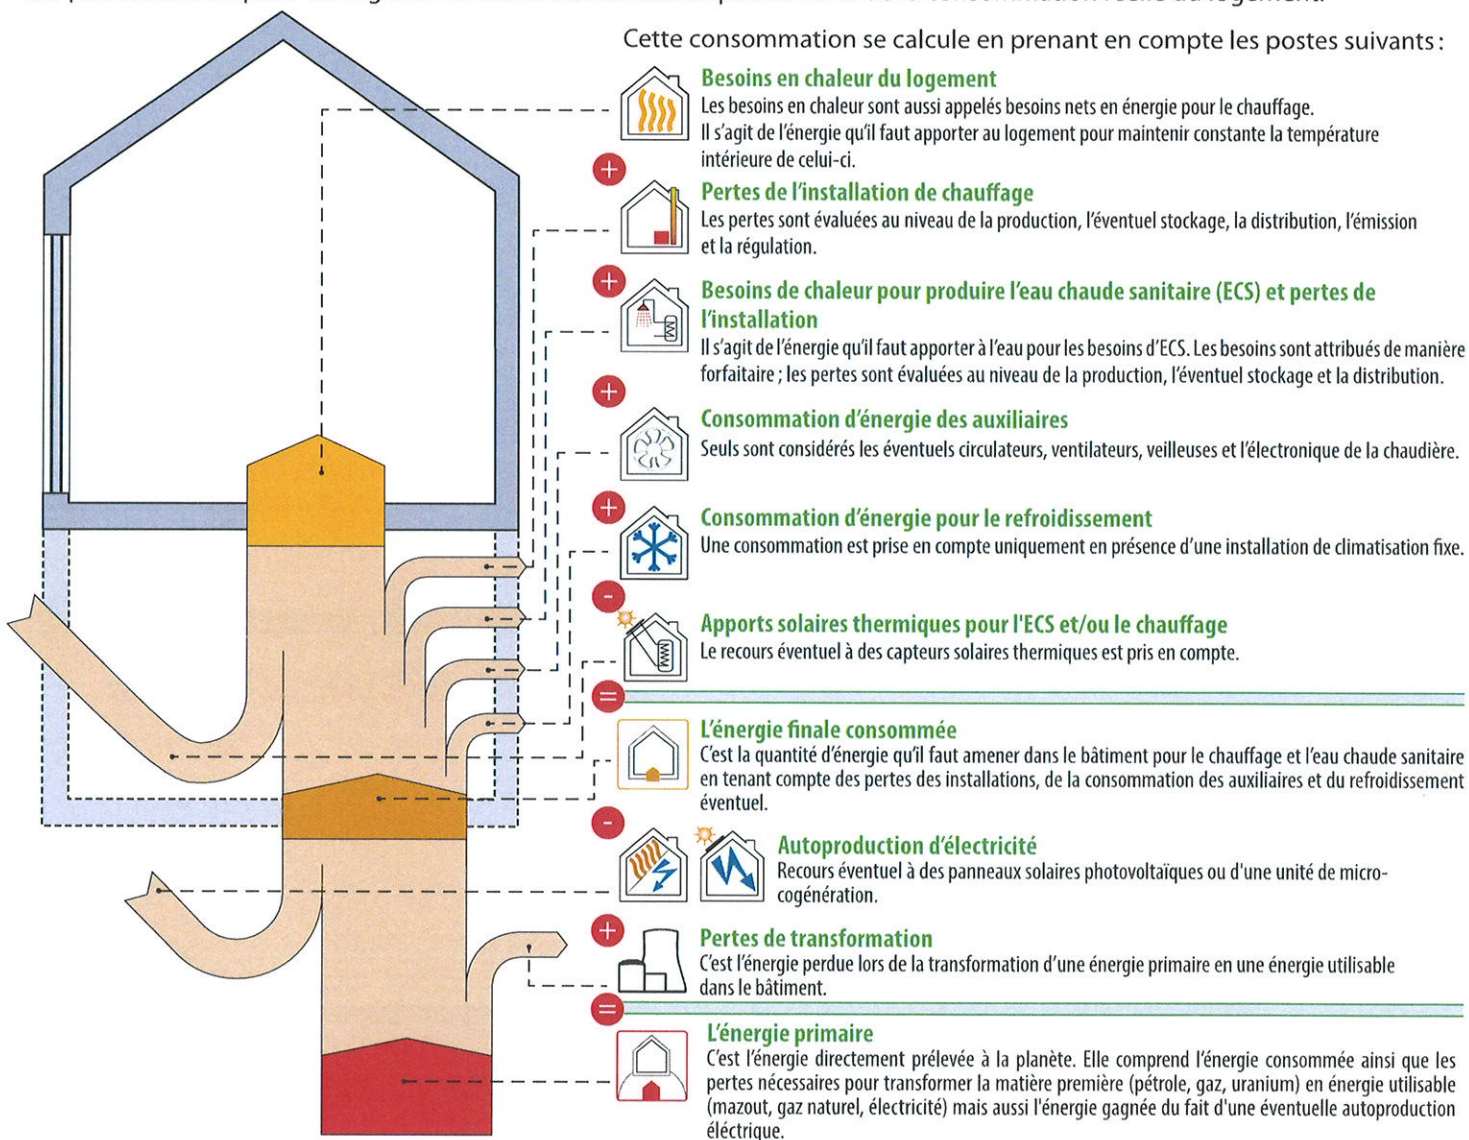 consommation réelle du logement.
Cette consommation se calcule en prenant en compte les postes suivants :
Besoins en chaleur du logement
Les besoins en chaleur sont aussi appelés besoins nets en énergie pour le chauffage.
Il s'agit de l'énergie qu'il faut apporter au logement pour maintenir constante la température
intérieure de celui-ci.
+
Pertes de l'installation de chauffage
Les pertes sont évaluées au niveau de la production, l'éventuel stockage, la distribution, l'émission
et la régulation.
+
Besoins de chaleur pour produire l'eau chaude sanitaire (ECS) et pertes de
l'installation
Il s'agit de l'énergie qu'il faut apporter à l'eau pour les besoins d'ECS. Les besoins sont attribués de manière
forfaitaire ; les pertes sont évaluées au niveau de la production, l'éventuel stockage et la distribution.
+
Consommation d'énergie des auxiliaires
Seuls sont considérés les éventuels circulateurs, ventilateurs, veilleuses et l'électronique de la chaudière.
+
Consommation d'énergie pour le refroidissement
Une consommation est prise en compte uniquement en présence d'une installation de climatisation fixe.
-
Apports solaires thermiques pour l'ECS et/ou le chauffage
Le recours éventuel à des capteurs solaires thermiques est pris en compte.
=
L'énergie finale consommée
C'est la quantité d'énergie qu'il faut amener dans le bâtiment pour le chauffage et l'eau chaude sanitaire
en tenant compte des pertes des installations, de la consommation des auxiliaires et du refroidissement
éventuel.
-
Autoproduction d'électricité
Recours éventuel à des panneaux solaires photovoltaïques ou d'une unité de micro-
cogénération.
+
Pertes de transformation
C'est l'énergie perdue lors de la transformation d'une énergie primaire en une énergie utilisable
dans le bâtiment.
=
L'énergie primaire
C'est l'énergie directement prélevée à la planète. Elle comprend l'énergie consommée ainsi que les
pertes nécessaires pour transformer la matière première (pétrole, gaz, uranium) en énergie utilisable
(mazout, gaz naturel, électricité) mais aussi l'énergie gagnée du fait d'une éventuelle autoproduction
éléctrique.